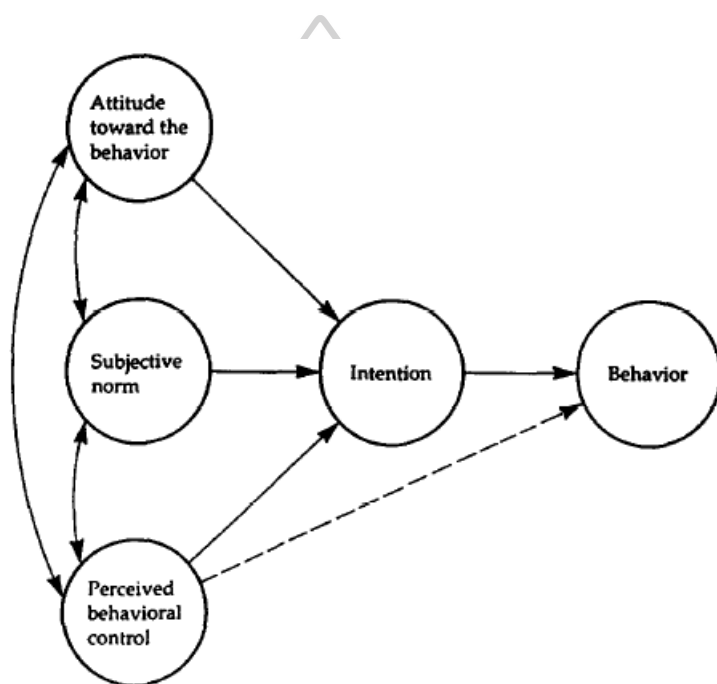 Attitude
toward the
behavior
Subjective
norm
Intention
Behavior
Perceived
behavioral
control